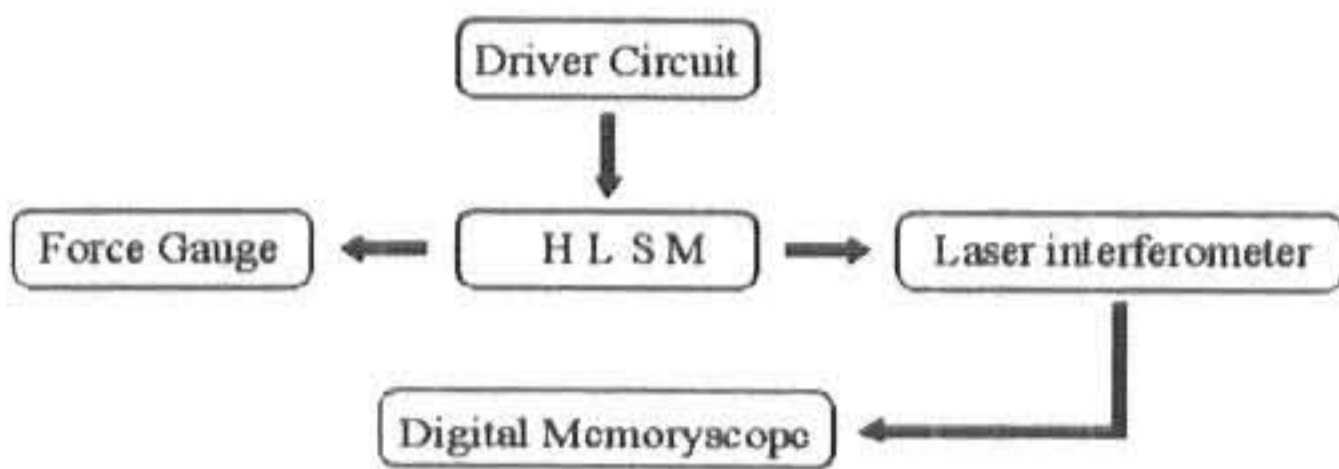 Driver Circuit
Force Gauge
H L S M
Laser interferometer
Digital Memoryscope